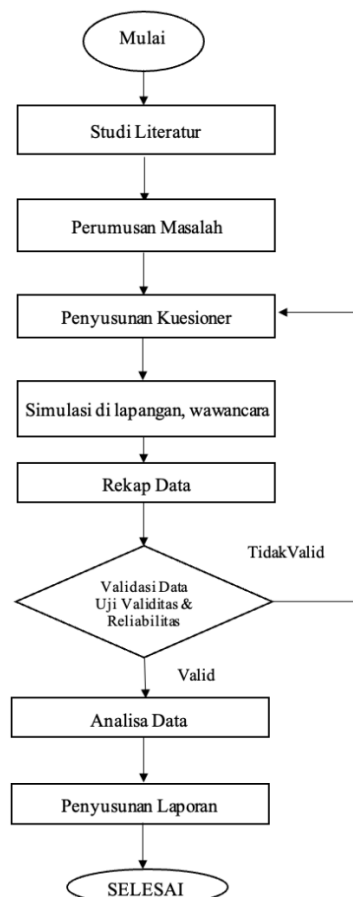 Mulai
Studi Literatur
Perumusan Masalah
Penyusunan Kuesioner
Simulasi di lapangan, wawancara
Rekap Data
TidakValid
Validasi Data
Uji Validitas &
Reliabilitas
Valid
Analisa Data
Penyusunan Laporan
SELESAI